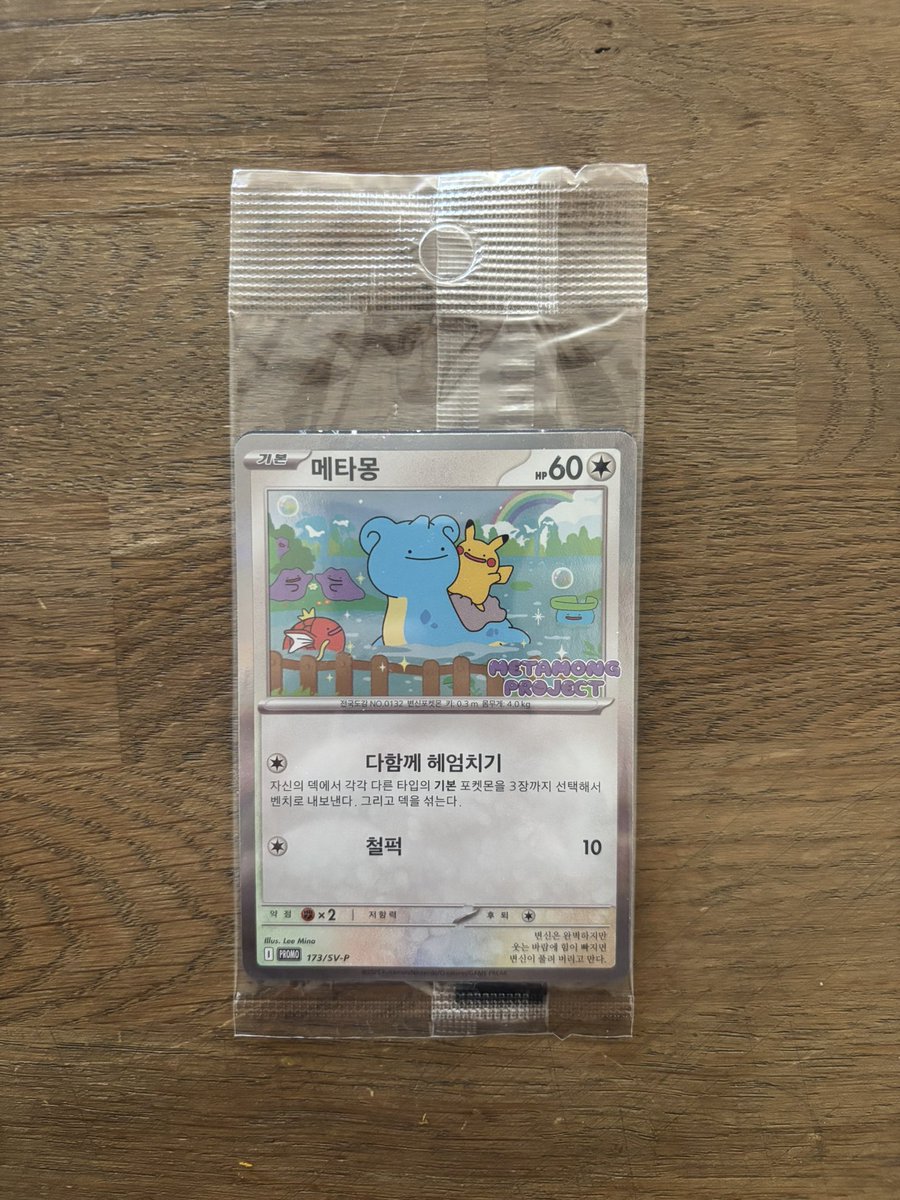 기본 메타몽 HP 60
METAMONG
PROJECT
전국도감 NO.0132 변신포켓몬 키: 0.3 m 몸무게: 4.0 kg
다함께 헤엄치기
자신의 덱에서 각각 다른 타입의 기본 포켓몬을 3장까지 선택해서
벤치로 내보낸다. 그리고 덱을 섞는다.
철퍽 10
약점 ×2 저항력 후퇴
Illus. Lee Mina
PROMO 173/SV-P
변신은 완벽하지만
웃는 바람에 힘이 빠지면
변신이 풀려 버리고 만다.